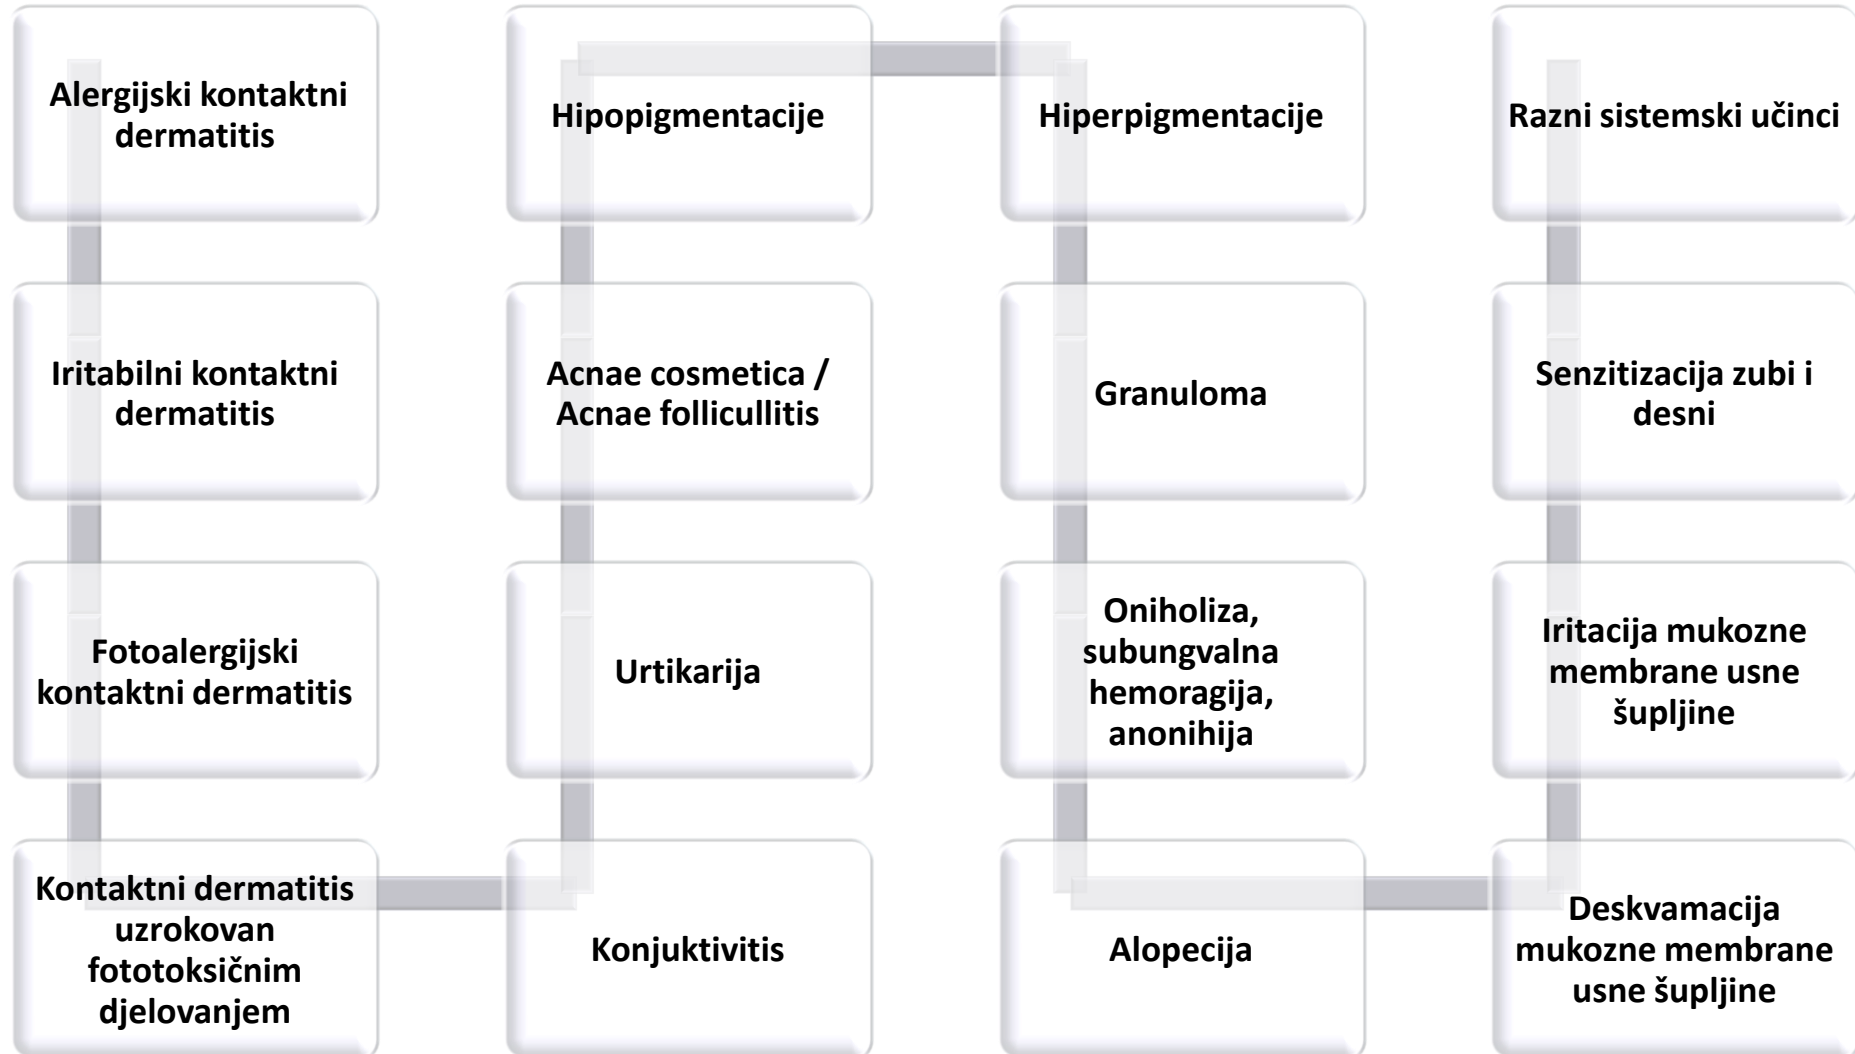 Alergijski kontaktni
dermatitis
Iritabilni kontaktni
dermatitis
Fotoalergijski
kontaktni dermatitis
Kontaktni dermatitis
uzrokovan
fototoksičnim
djelovanjem
Konjuktivitis
Urtikarija
Acnae cosmetica /
Acnae follicullitis
Hipopigmentacije
Hiperpigmentacije
Granuloma
Oniholiza,
subungvalna
hemoragija,
anonihija
Alopecija
Deskvamacija
mukozne membrane
usne šupljine
Iritacija mukozne
membrane usne
šupljine
Senzitizacija zubi i
desni
Razni sistemski učinci